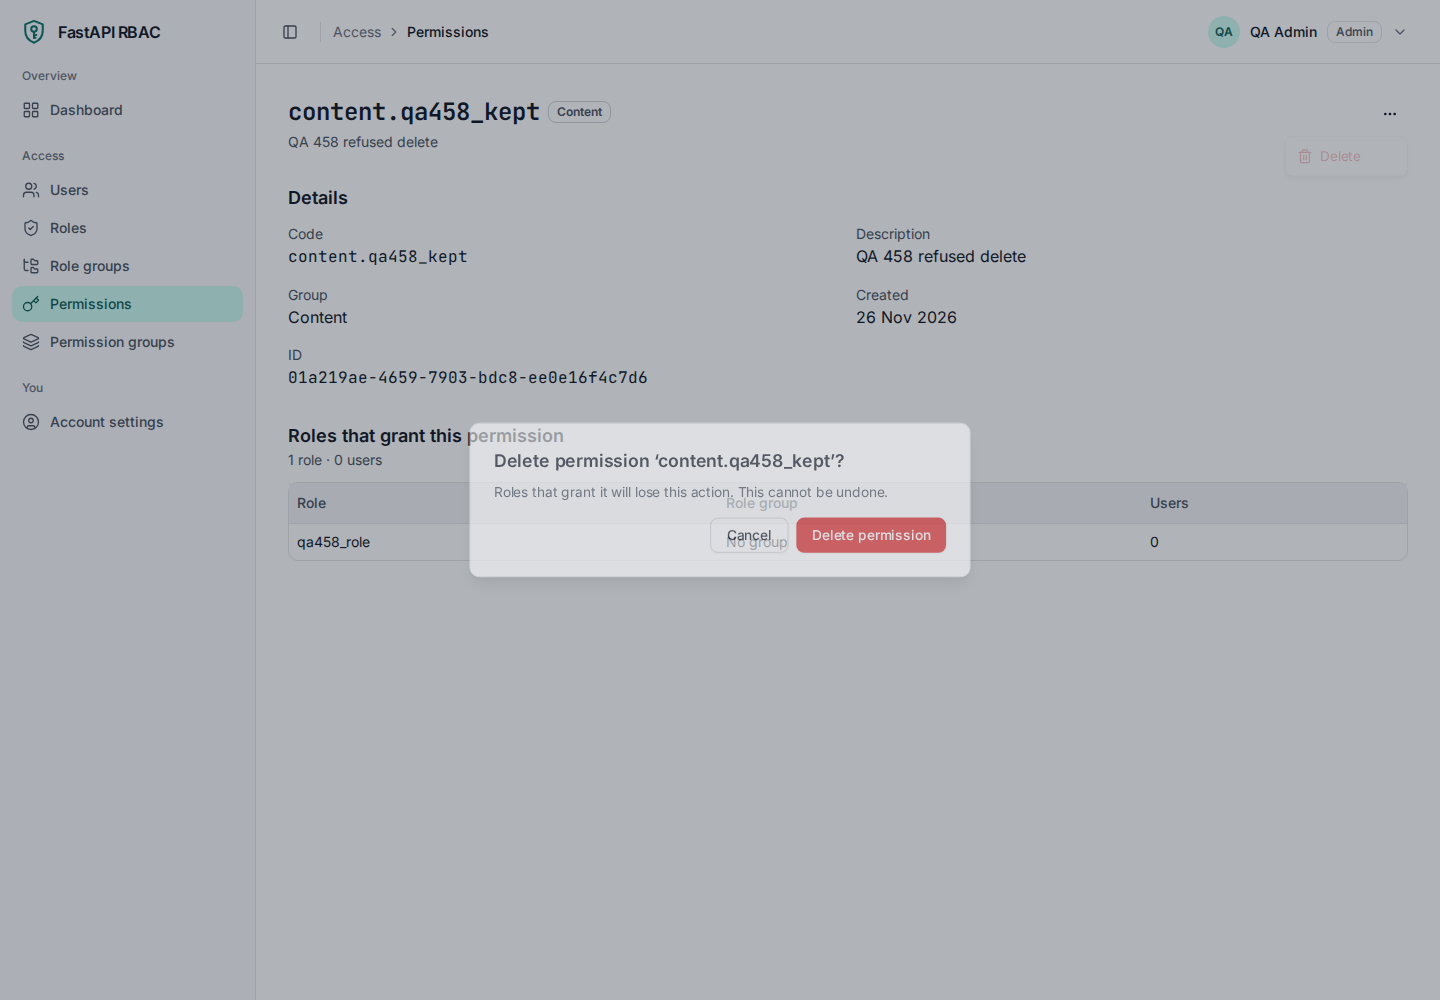 FastAPI RBAC
Overview
Dashboard
Access
Users
Roles
Role groups
Permissions
Permission groups
You
Account settings
Access > Permissions
QA QA Admin Admin
content.qa458_kept Content
QA 458 refused delete
Delete
Details
Code
content.qa458_kept
Description
QA 458 refused delete
Group
Content
Created
26 Nov 2026
ID
01a219ae-4659-7903-bdc8-ee0e16f4c7d6
Roles that grant this permission
1 role · 0 users
Role Role group Users
qa458_role No group 0
Delete permission ‘content.qa458_kept’?
Roles that grant it will lose this action. This cannot be undone.
Cancel Delete permission